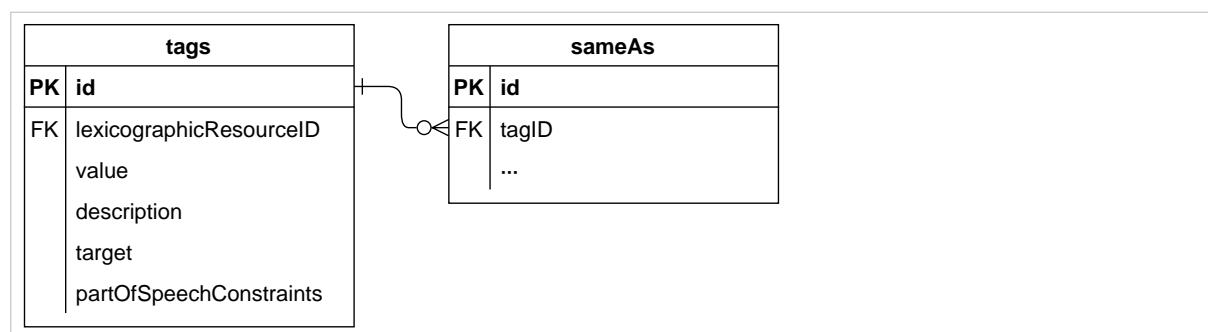 tags
PK id
FK lexicographicResourceID
value
description
target
partOfSpeechConstraints
sameAs
PK id
FK tagID
...